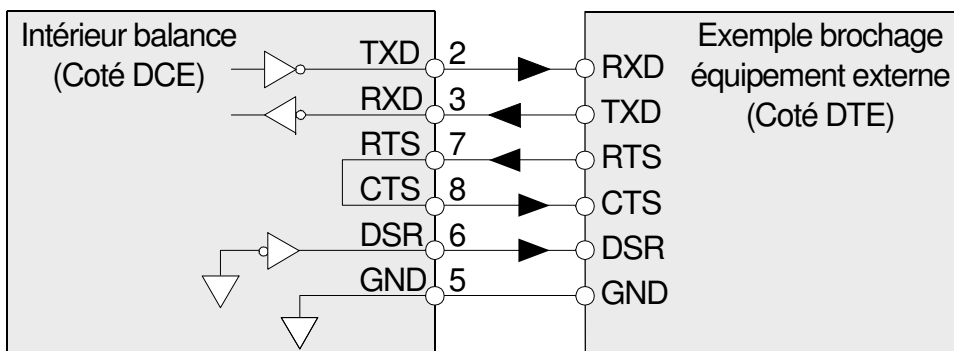 Intérieur balance
(Coté DCE)
Exemple brochage
équipement externe
(Coté DTE)
TXD 2 RXD
RXD 3 TXD
RTS 7 RTS
CTS 8 CTS
DSR 6 DSR
GND 5 GND